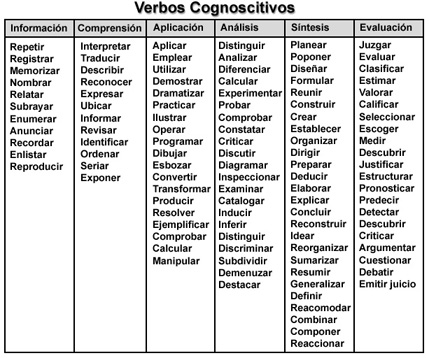 Verbos Cognoscitivos
Información
Repetir
Registrar
Memorizar
Nombrar
Relatar
Subrayar
Enumerar
Anunciar
Recordar
Enlistar
Reproducir
Comprensión
Interpretar
Traducir
Describir
Reconocer
Expresar
Ubicar
Informar
Revisar
Identificar
Ordenar
Seriar
Exponer
Aplicación
Aplicar
Emplear
Utilizar
Demostrar
Dramatizar
Practicar
Ilustrar
Operar
Programar
Dibujar
Esbozar
Convertir
Transformar
Producir
Resolver
Ejemplificar
Comprobar
Calcular
Manipular
Análisis
Distinguir
Analizar
Diferenciar
Calcular
Experimentar
Probar
Comprobar
Constatar
Criticar
Discutir
Diagramar
Inspeccionar
Examinar
Catalogar
Inducir
Inferir
Distinguir
Discriminar
Subdividir
Demenuzar
Destacar
Síntesis
Planear
Poponer
Diseñar
Formular
Reunir
Construir
Crear
Establecer
Organizar
Dirigir
Preparar
Deducir
Elaborar
Explicar
Concluir
Reconstruir
Idear
Reorganizar
Sumarizar
Resumir
Generalizar
Definir
Reacomodar
Combinar
Componer
Reaccionar
Evaluación
Juzgar
Evaluar
Clasificar
Estimar
Valorar
Calificar
Seleccionar
Escoger
Medir
Descubrir
Justificar
Estructurar
Pronosticar
Predecir
Detectar
Descubrir
Criticar
Argumentar
Cuestionar
Debatir
Emitir juicio